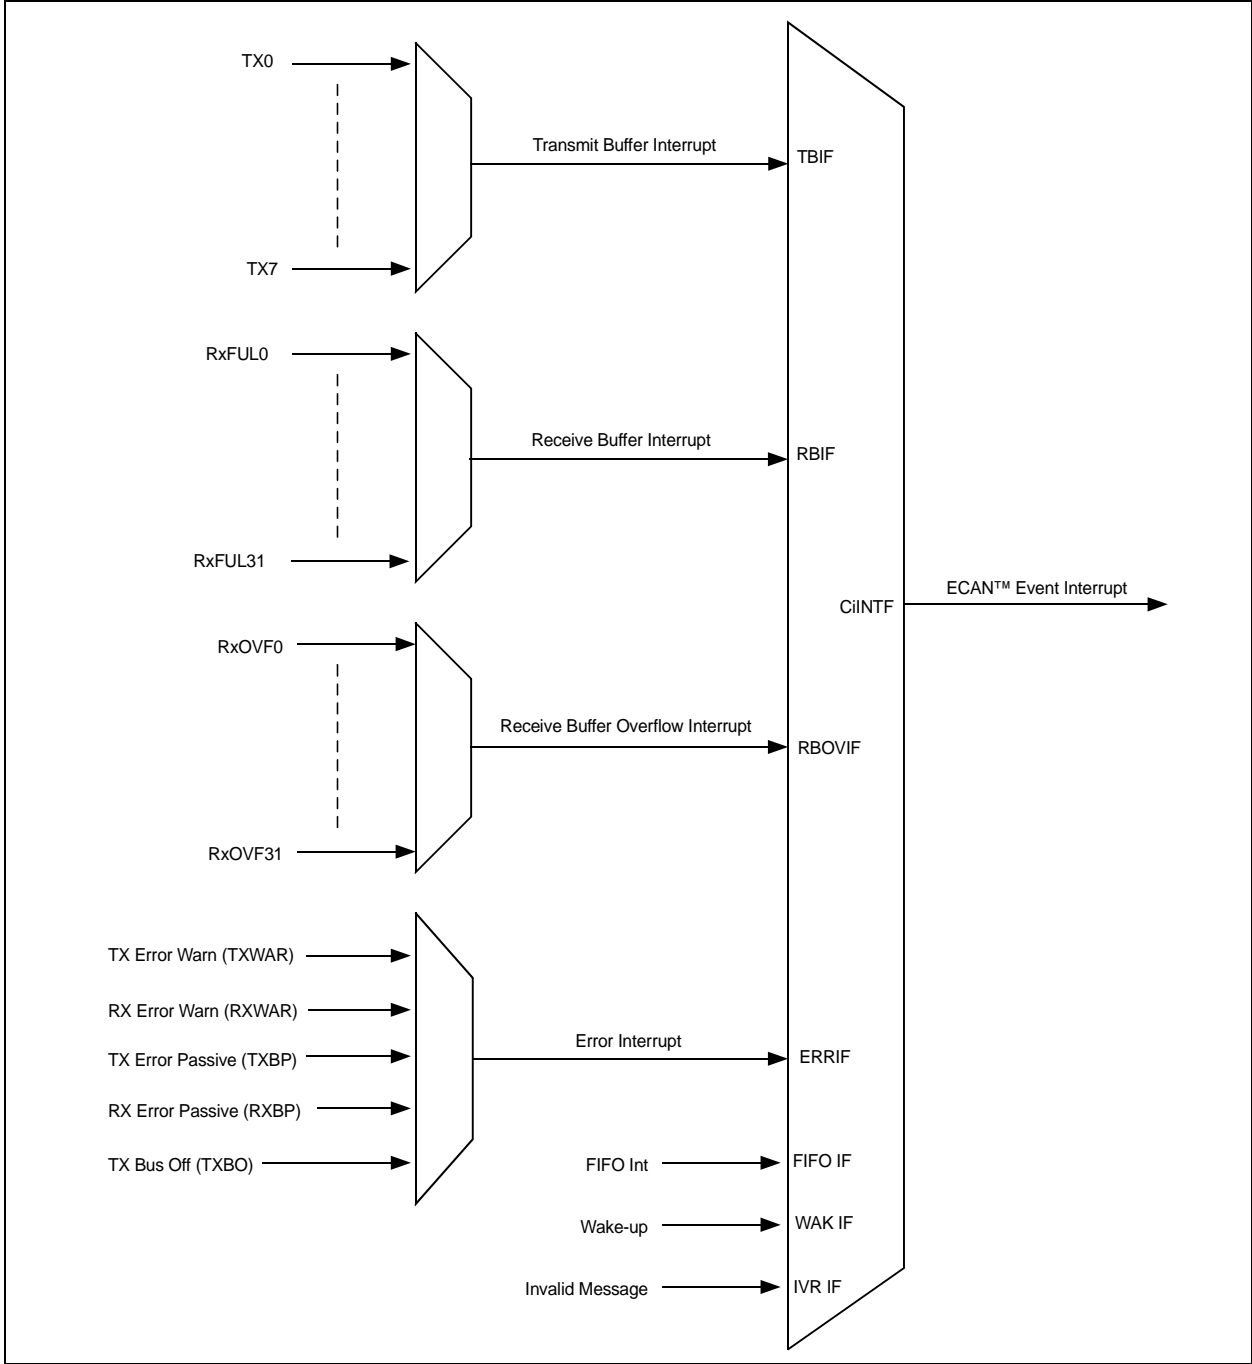 TX0
Transmit Buffer Interrupt
TBIF
TX7
RxFUL0
Receive Buffer Interrupt
RBIF
RxFUL31
ECAN™ Event Interrupt
CiINTF
RxOVF0
Receive Buffer Overflow Interrupt
RBOVIF
RxOVF31
TX Error Warn (TXWAR)
RX Error Warn (RXWAR)
Error Interrupt
ERRIF
TX Error Passive (TXBP)
RX Error Passive (RXBP)
TX Bus Off (TXBO)
FIFO Int
FIFO IF
Wake-up
WAK IF
Invalid Message
IVR IF